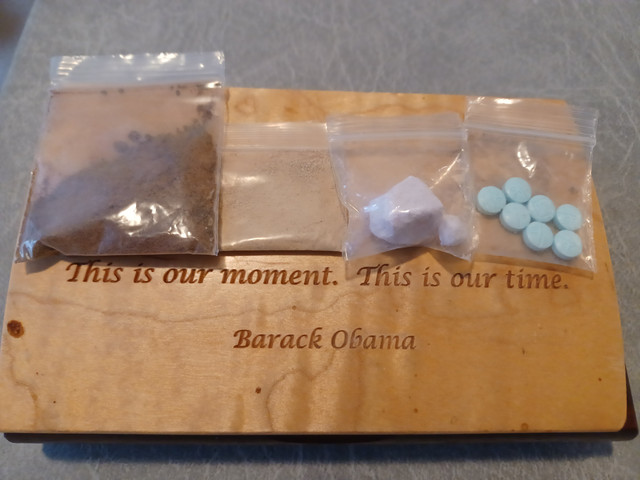 This is our moment. This is our time.
Barack Obama